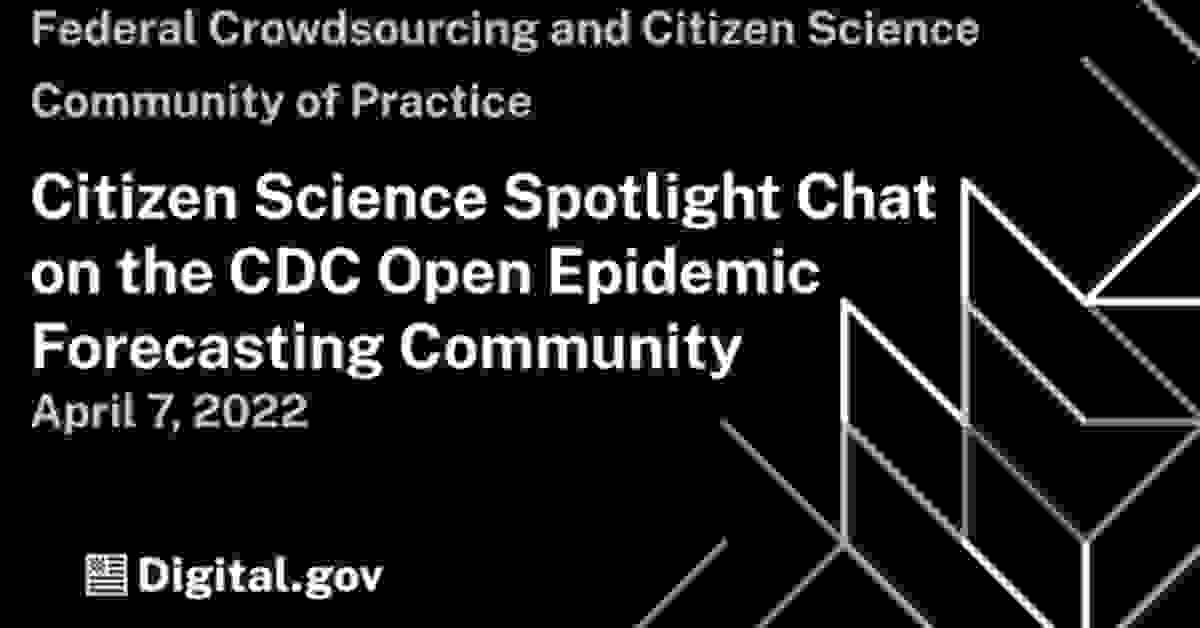 Federal Crowdsourcing and Citizen Science
Community of Practice
Citizen Science Spotlight Chat
on the CDC Open Epidemic
Forecasting Community
April 7, 2022
Digital.gov